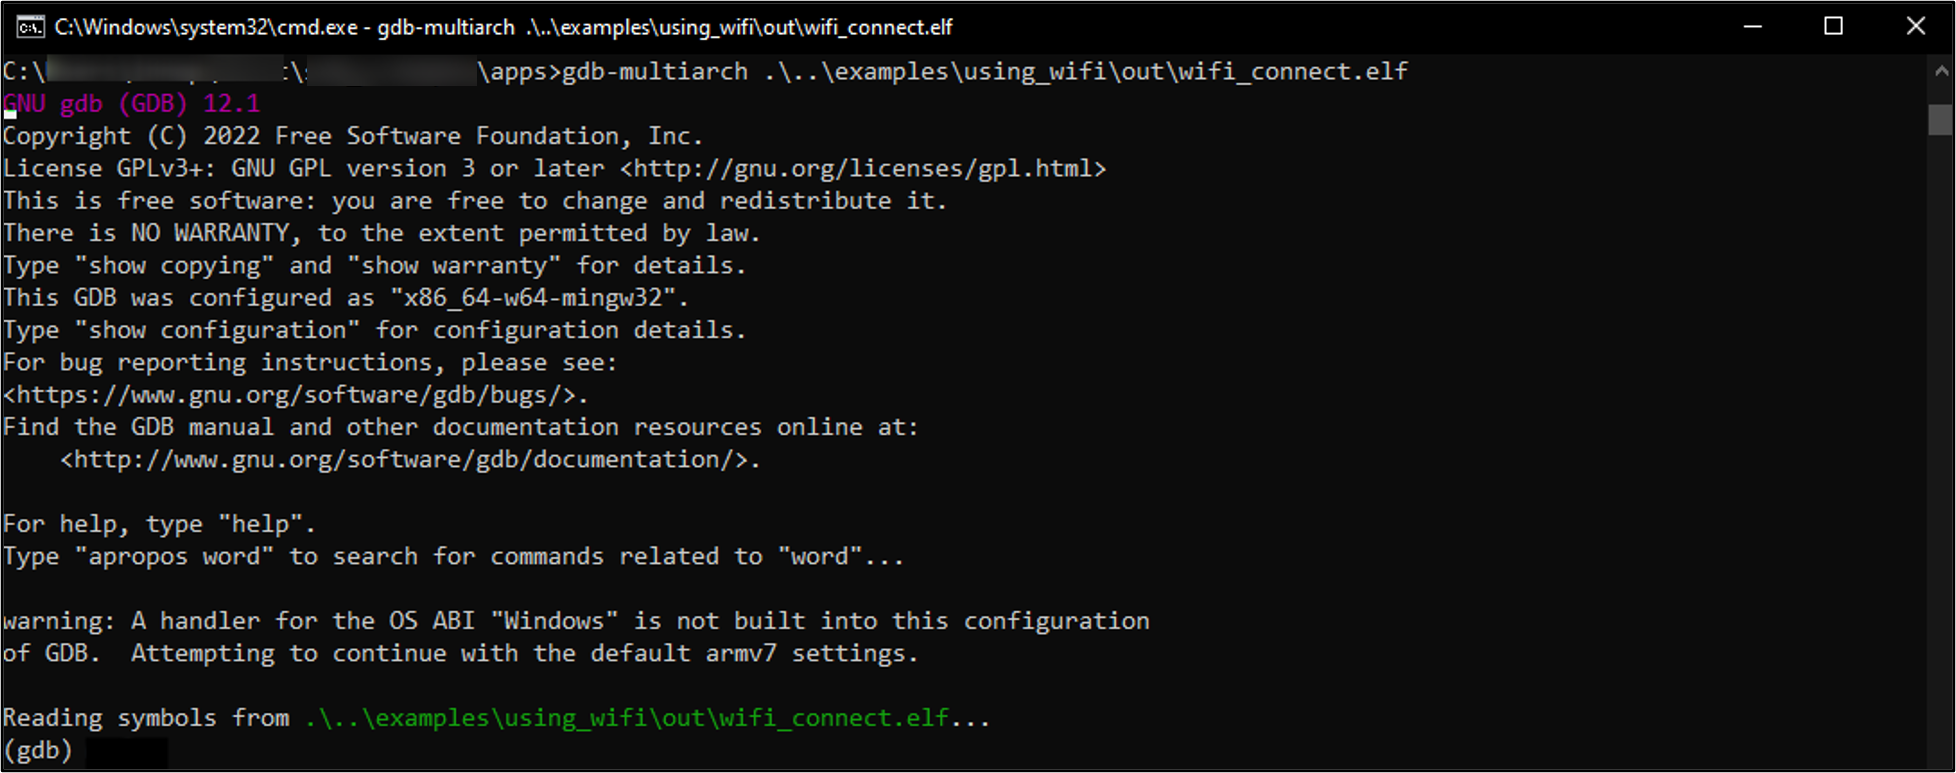 C:\Windows\system32\cmd.exe - gdb-multiarch .\..\examples\using_wifi\out\wifi_connect.elf
C:\ \apps>gdb-multiarch .\..\examples\using_wifi\out\wifi_connect.elf
GNU gdb (GDB) 12.1
Copyright (C) 2022 Free Software Foundation, Inc.
License GPLv3+: GNU GPL version 3 or later <http://gnu.org/licenses/gpl.html>
This is free software: you are free to change and redistribute it.
There is NO WARRANTY, to the extent permitted by law.
Type "show copying" and "show warranty" for details.
This GDB was configured as "x86_64-w64-mingw32".
Type "show configuration" for configuration details.
For bug reporting instructions, please see:
<https://www.gnu.org/software/gdb/bugs/>.
Find the GDB manual and other documentation resources online at:
<http://www.gnu.org/software/gdb/documentation/>.
For help, type "help".
Type "apropos word" to search for commands related to "word"...
warning: A handler for the OS ABI "Windows" is not built into this configuration
of GDB.  Attempting to continue with the default armv7 settings.
Reading symbols from .\..\examples\using_wifi\out\wifi_connect.elf...
(gdb)